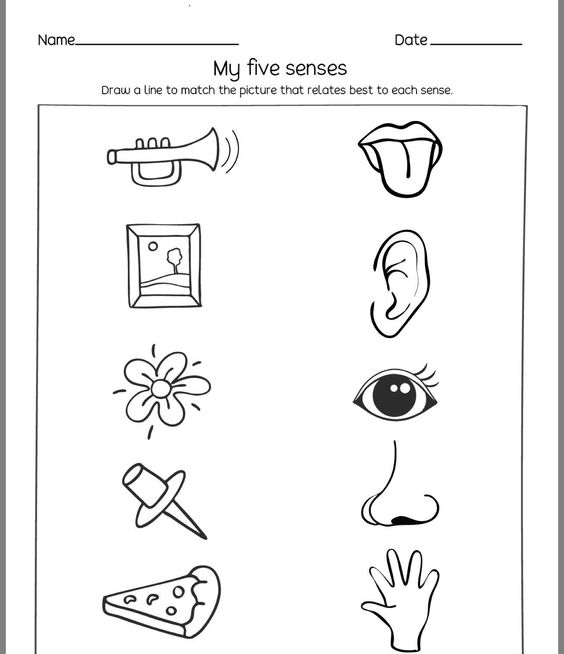 Name Date
My five senses
Draw a line to match the picture that relates best to each sense.